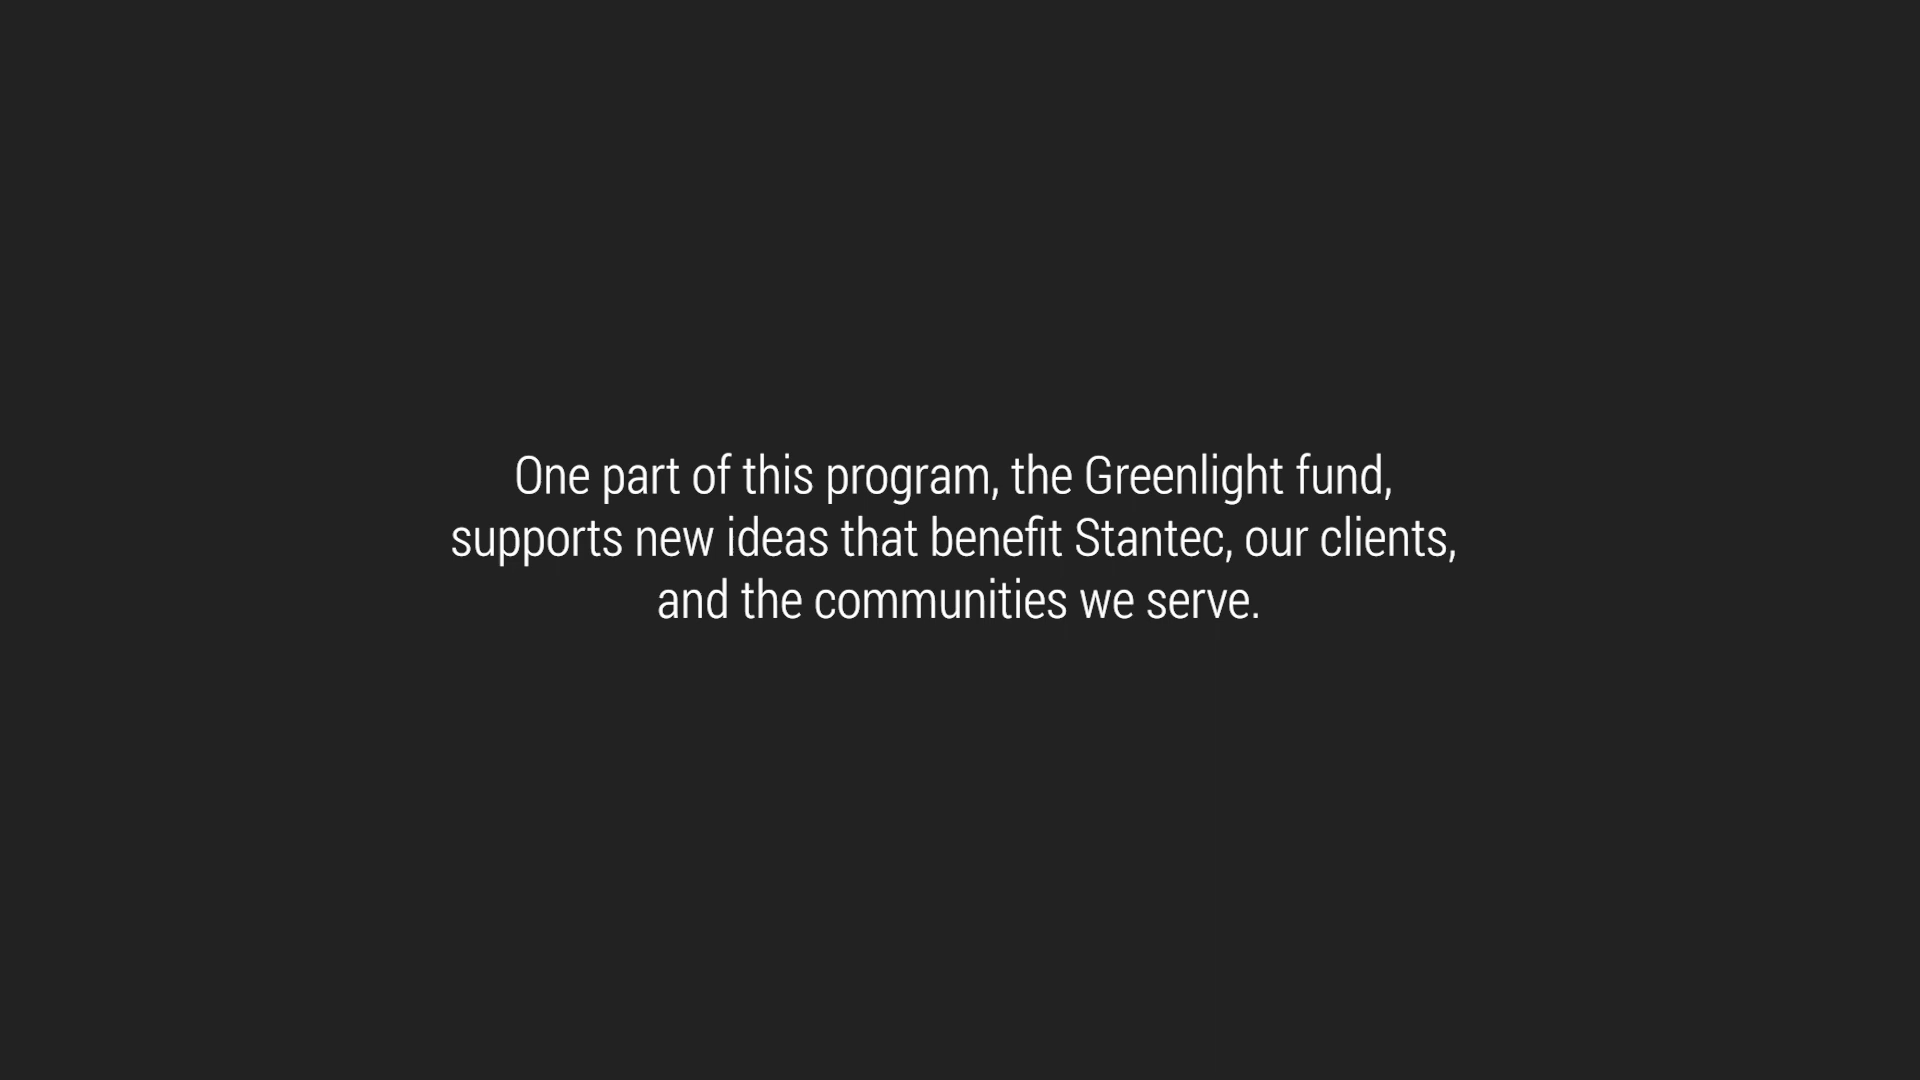 One part of this program, the Greenlight fund,
supports new ideas that benefit Stantec, our clients,
and the communities we serve.